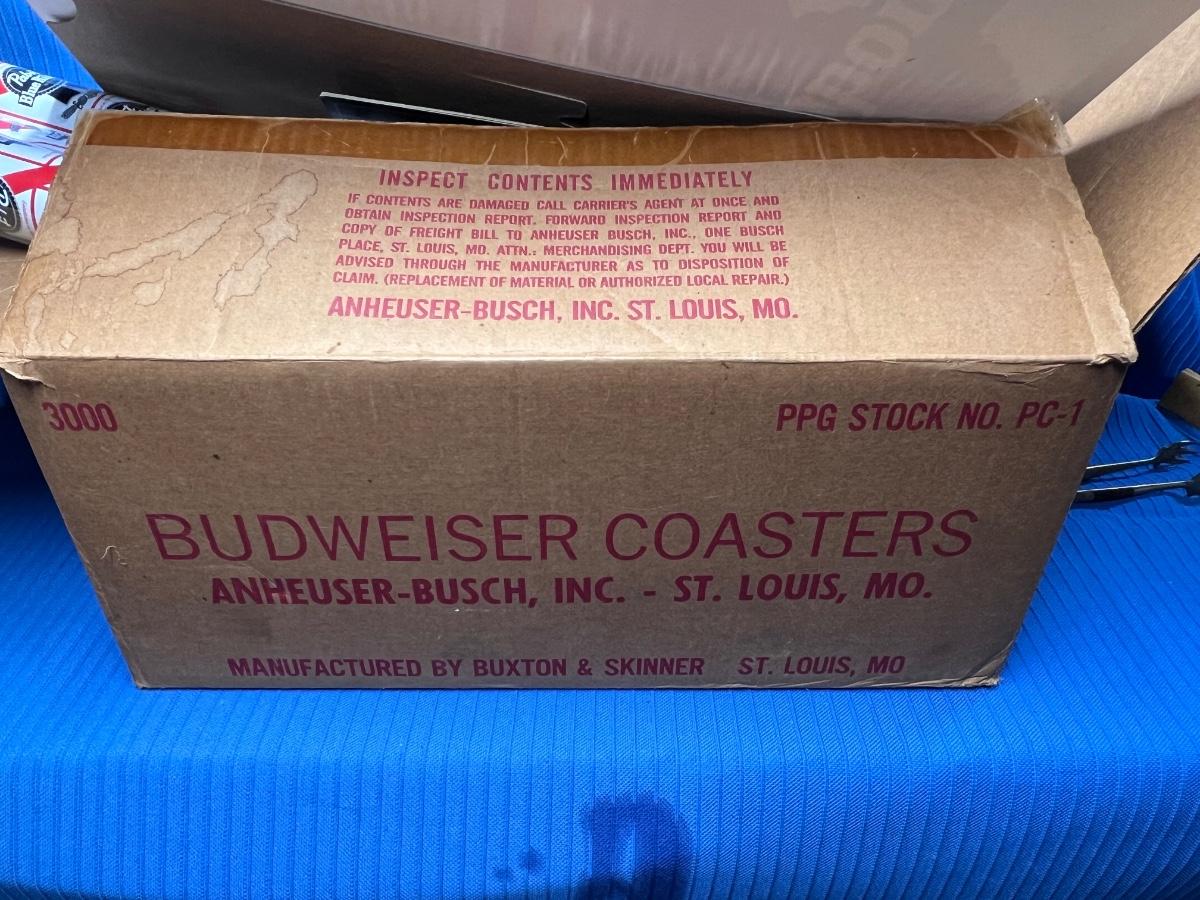 Pabst
Blue Ribbon
INSPECT CONTENTS IMMEDIATELY
IF CONTENTS ARE DAMAGED CALL CARRIER'S AGENT AT ONCE AND
OBTAIN INSPECTION REPORT. FORWARD INSPECTION REPORT AND
COPY OF FREIGHT BILL TO ANHEUSER BUSCH, INC., ONE BUSCH
PLACE, ST. LOUIS, MO. ATTN.: MERCHANDISING DEPT. YOU WILL BE
ADVISED THROUGH THE MANUFACTURER AS TO DISPOSITION OF
CLAIM. (REPLACEMENT OF MATERIAL OR AUTHORIZED LOCAL REPAIR.)
ANHEUSER-BUSCH, INC. ST. LOUIS, MO.
3000 PPG STOCK NO. PC-1
BUDWEISER COASTERS
ANHEUSER-BUSCH, INC. - ST. LOUIS, MO.
MANUFACTURED BY BUXTON & SKINNER ST. LOUIS, MO